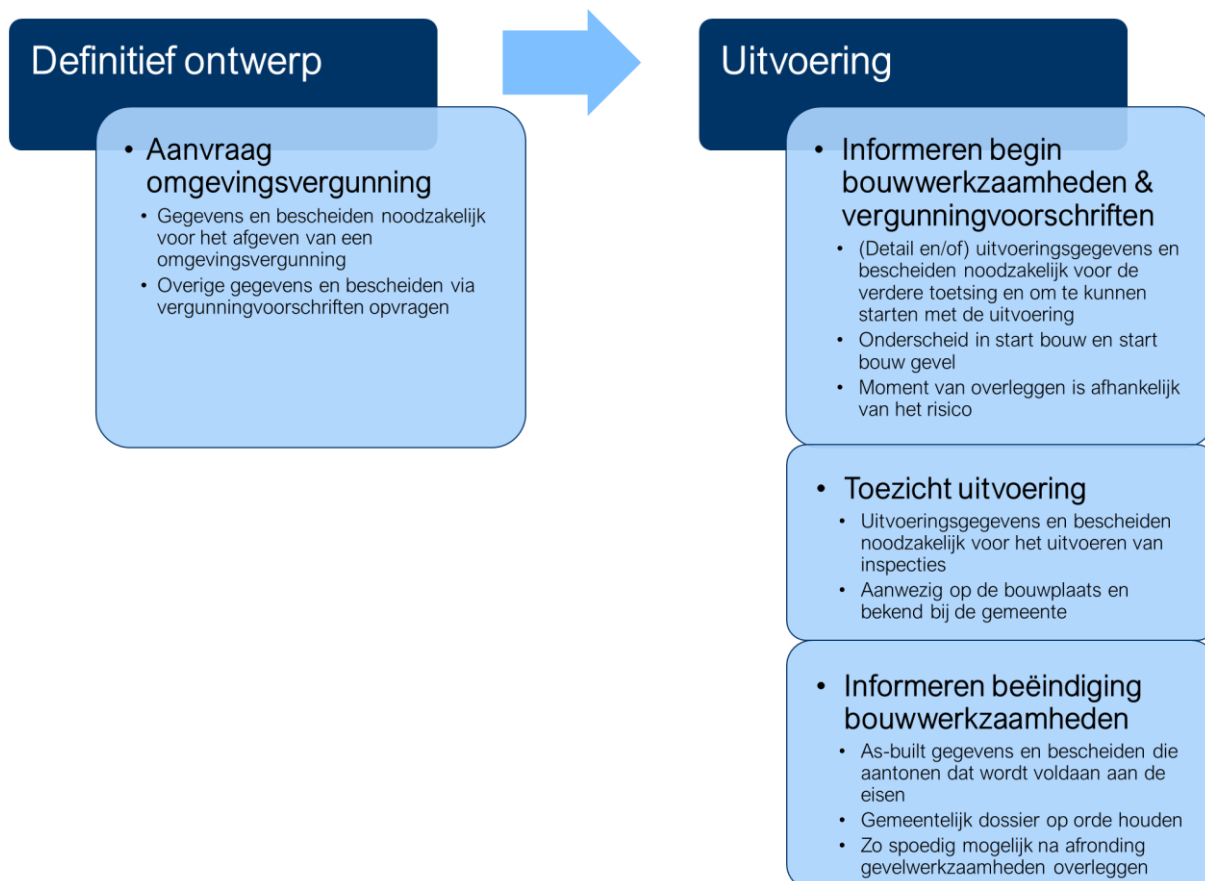 Definitief ontwerp
• Aanvraag
omgevingsvergunning
• Gegevens en bescheiden noodzakelijk
voor het afgeven van een
omgevingsvergunning
• Overige gegevens en bescheiden via
vergunningvoorschriften opvragen
Uitvoering
• Informeren begin
bouwwerkzaamheden &
vergunningvoorschriften
• (Detail en/of) uitvoeringsgegevens en
bescheiden noodzakelijk voor de
verdere toetsing en om te kunnen
starten met de uitvoering
• Onderscheid in start bouw en start
bouw gevel
• Moment van overleggen is afhankelijk
van het risico
• Toezicht uitvoering
• Uitvoeringsgegevens en bescheiden
noodzakelijk voor het uitvoeren van
inspecties
• Aanwezig op de bouwplaats en
bekend bij de gemeente
• Informeren beëindiging
bouwwerkzaamheden
• As-built gegevens en bescheiden die
aantonen dat wordt voldaan aan de
eisen
• Gemeentelijk dossier op orde houden
• Zo spoedig mogelijk na afronding
gevelwerkzaamheden overleggen